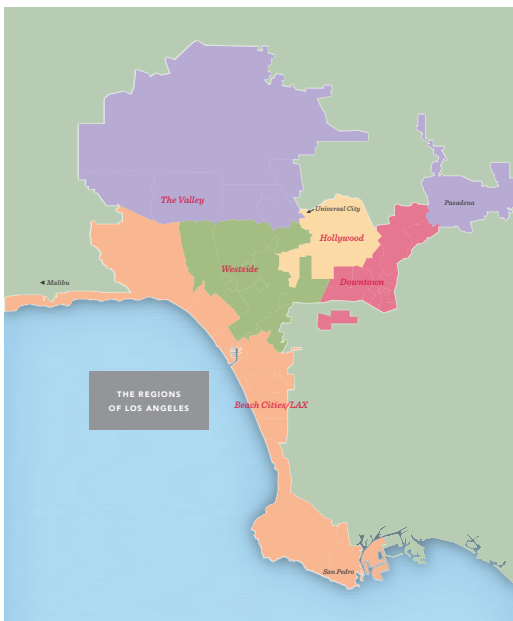 The Valley
Universal City
Pasadena
Hollywood
Westside
Malibu
Downtown
THE REGIONS
OF LOS ANGELES
Beach Cities/LAX
San Pedro